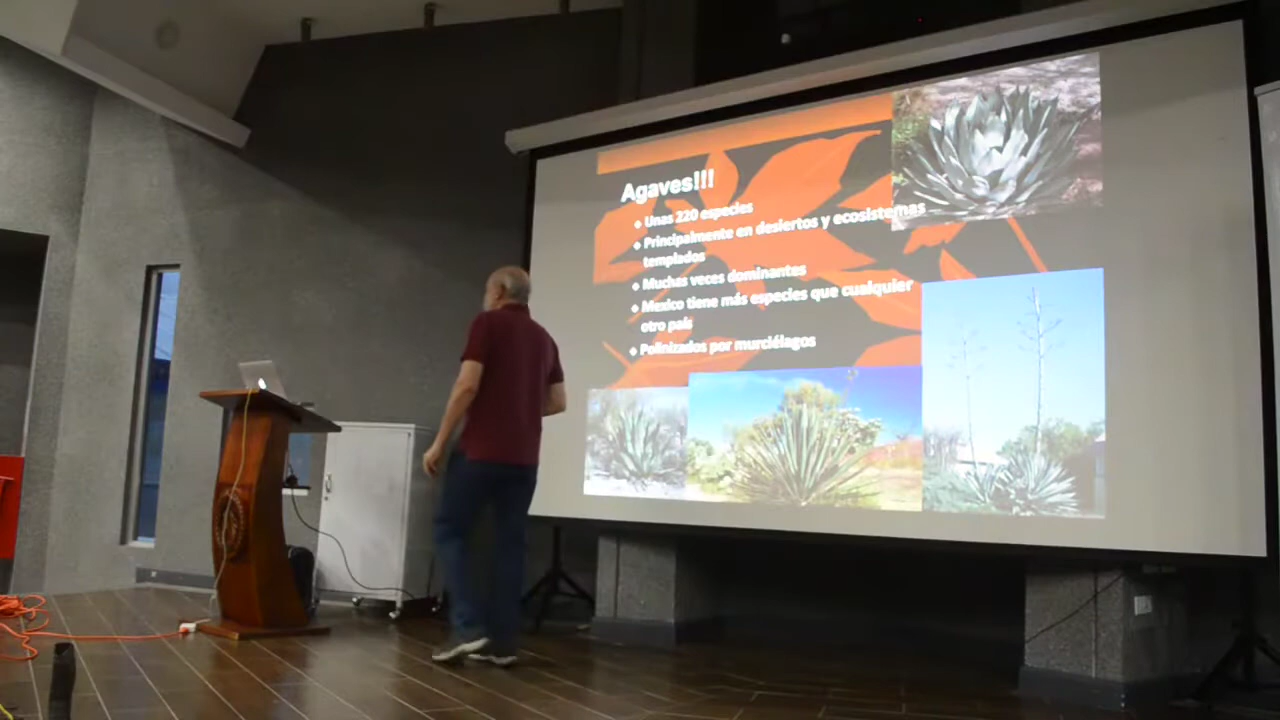 Agaves!!!
Unas 220 especies
Principalmente en desiertos y ecosistemas
templados
Muchas veces dominantes
Mexico tiene más especies que cualquier
otro país
Polinizados por murciélagos